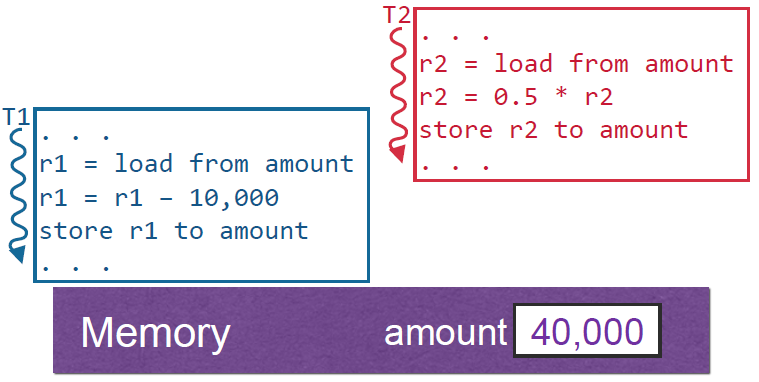 T2
. . .
r2 = load from amount
r2 = 0.5 * r2
store r2 to amount
. . .
T1
. . .
r1 = load from amount
r1 = r1 – 10,000
store r1 to amount
. . .
Memory amount 40,000